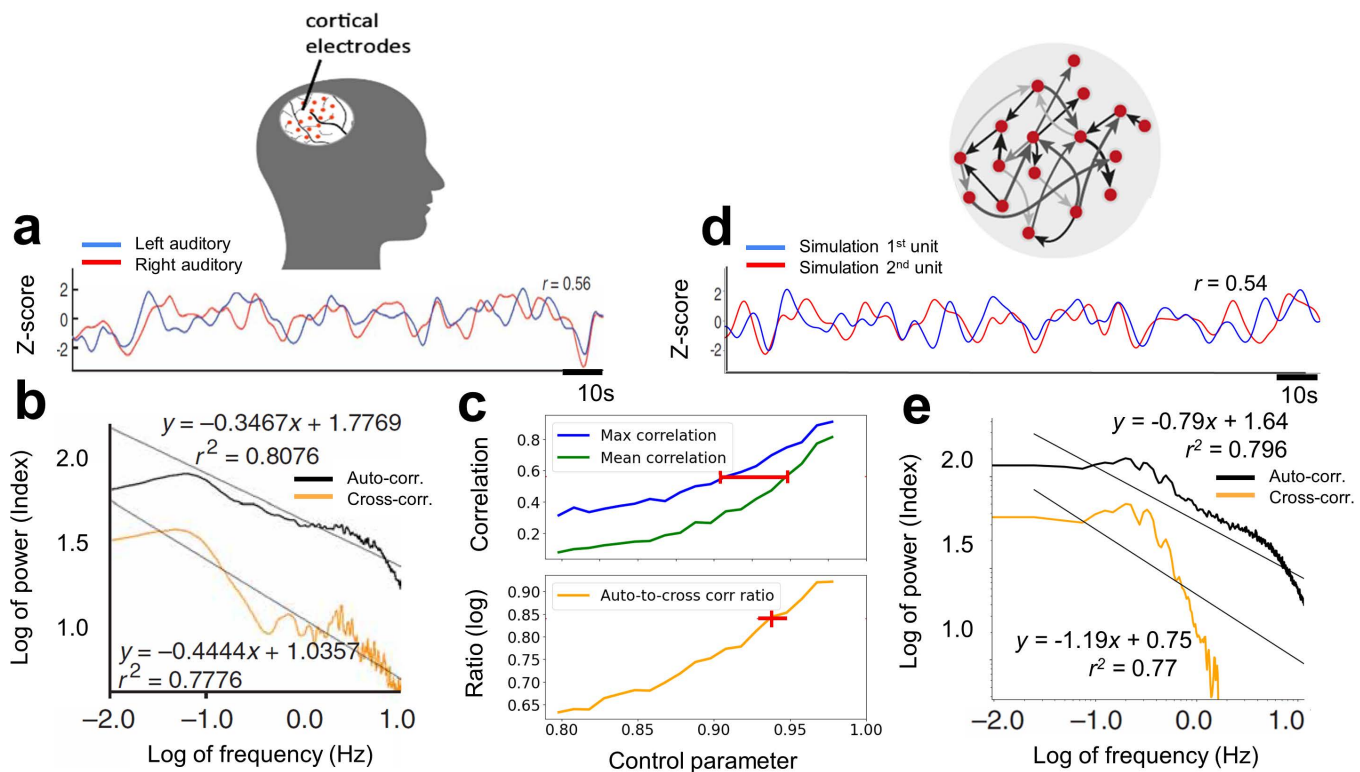 cortical
electrodes
a
Left auditory
Right auditory
r = 0.56
Z-score
2
0
-2
10s
d
Simulation 1st unit
Simulation 2nd unit
r = 0.54
Z-score
2
0
-2
10s
b
y = −0.3467x + 1.7769
r2 = 0.8076
Auto-corr.
Cross-corr.
Log of power (Index)
2.0
1.5
1.0
y = −0.4444x + 1.0357
r2 = 0.7776
−2.0 −1.0 0.0 1.0
Log of frequency (Hz)
c
Max correlation
Mean correlation
Correlation
0.8
0.6
0.4
0.2
Auto-to-cross corr ratio
Ratio (log)
0.90
0.85
0.80
0.75
0.70
0.65
0.80 0.85 0.90 0.95 1.00
Control parameter
e
y = -0.79x + 1.64
r2 = 0.796
Auto-corr.
Cross-corr.
Log of power (Index)
2.0
1.5
1.0
y = -1.19x + 0.75
r2 = 0.77
-2.0 -1.0 0.0 1.0
Log of frequency (Hz)